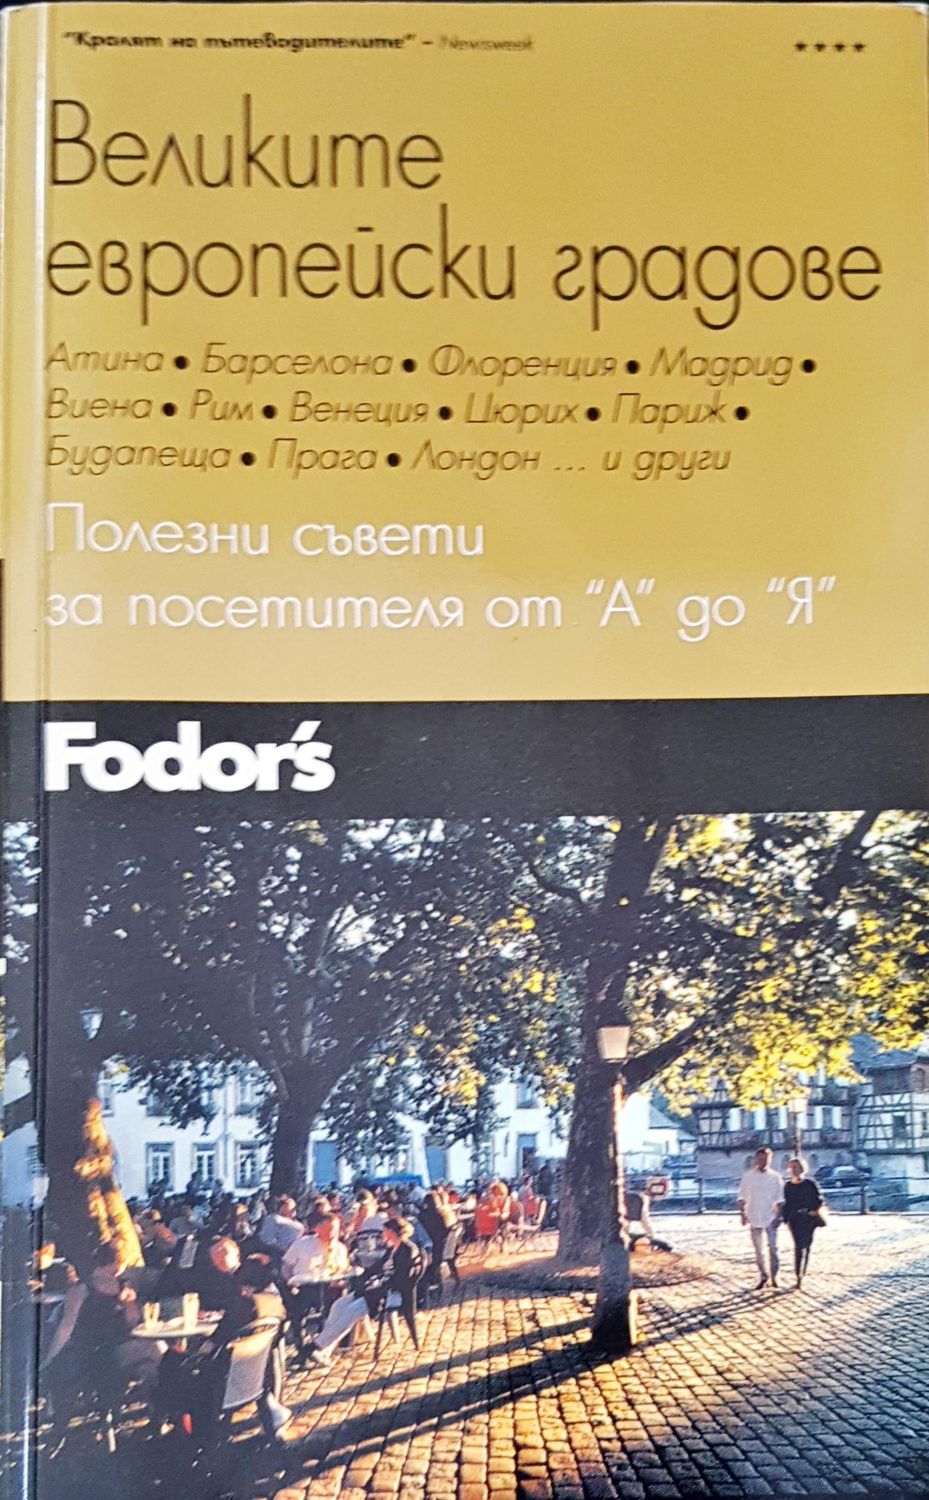 "Кралят на пътеводителите" – Newsweek
★★★★
Великите
европейски градове
Атина • Барселона • Флоренция • Мадрид •
Виена • Рим • Венеция • Цюрих • Париж •
Будапеща • Прага • Лондон ... и други
Полезни съвети
за посетителя от "А" до "Я"
Fodor's